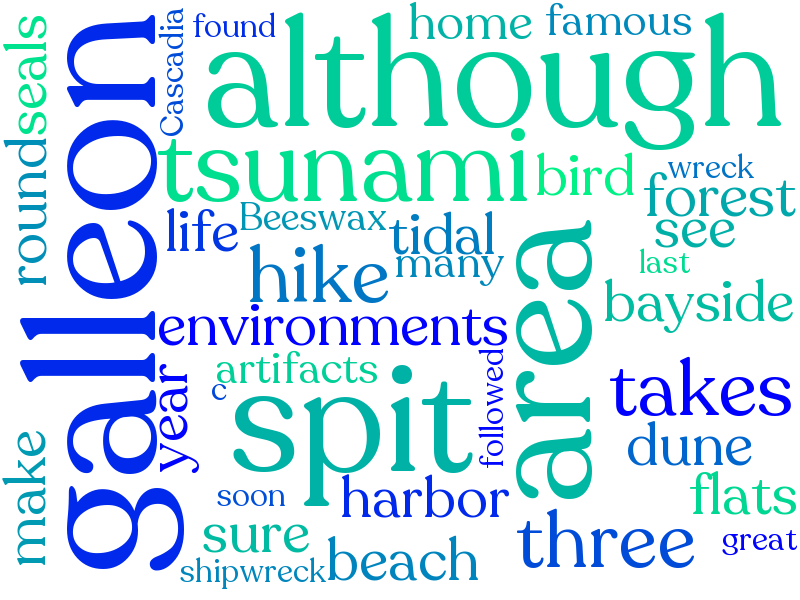 found
home
famous
Cascadia
seals
galleon
although
tsunami
bird
wreck
forest
see
round
life
Beeswax
tidal
many
last
hike
area
bayside
environments
artifacts
c
followed
year
spit
takes
dune
make
soon
harbor
flats
sure
three
great
shipwreck
beach